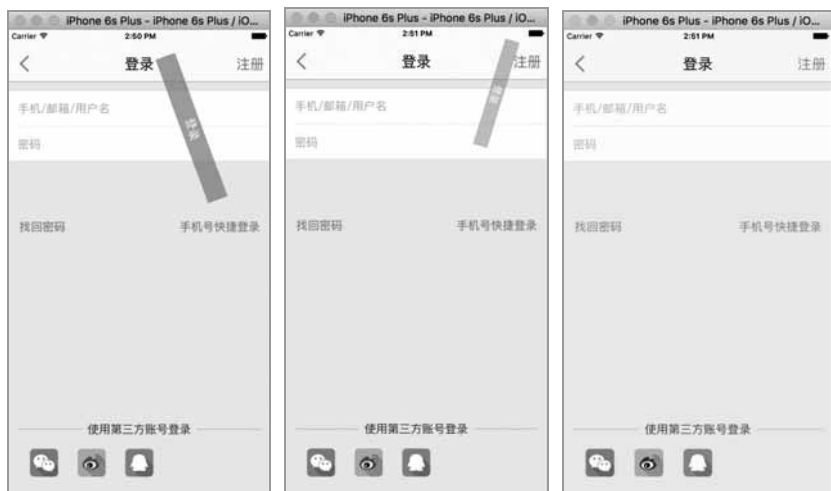 iPhone 6s Plus - iPhone 6s Plus / iO...
Carrier 2:50 PM
登录 注册
手机/邮箱/用户名
登录
密码
找回密码 手机号快捷登录
使用第三方账号登录
iPhone 6s Plus - iPhone 6s Plus / iO...
Carrier 2:51 PM
登录 注册
手机/邮箱/用户名
登录
密码
找回密码 手机号快捷登录
使用第三方账号登录
iPhone 6s Plus - iPhone 6s Plus / iO...
Carrier 2:51 PM
登录 注册
手机/邮箱/用户名
密码
找回密码 手机号快捷登录
使用第三方账号登录